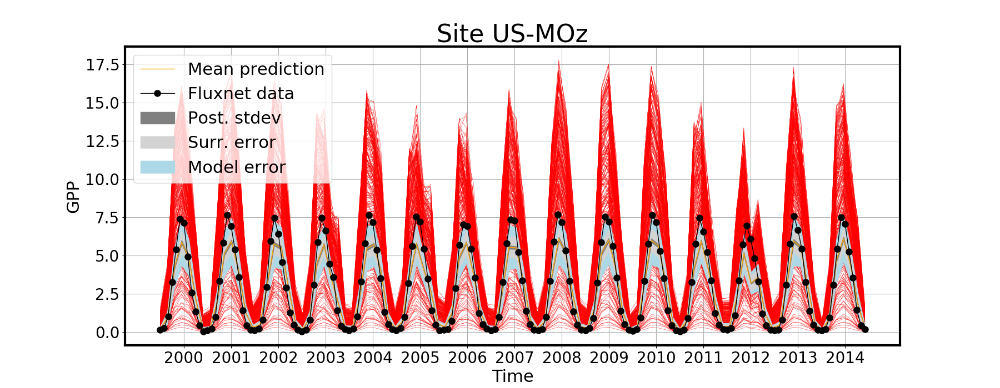 Site US-MOz
17.5
15.0
12.5
10.0
7.5
5.0
2.5
0.0
GPP
Mean prediction
Fluxnet data
Post. stdev
Surr. error
Model error
2000 2001 2002 2003 2004 2005 2006 2007 2008 2009 2010 2011 2012 2013 2014
Time